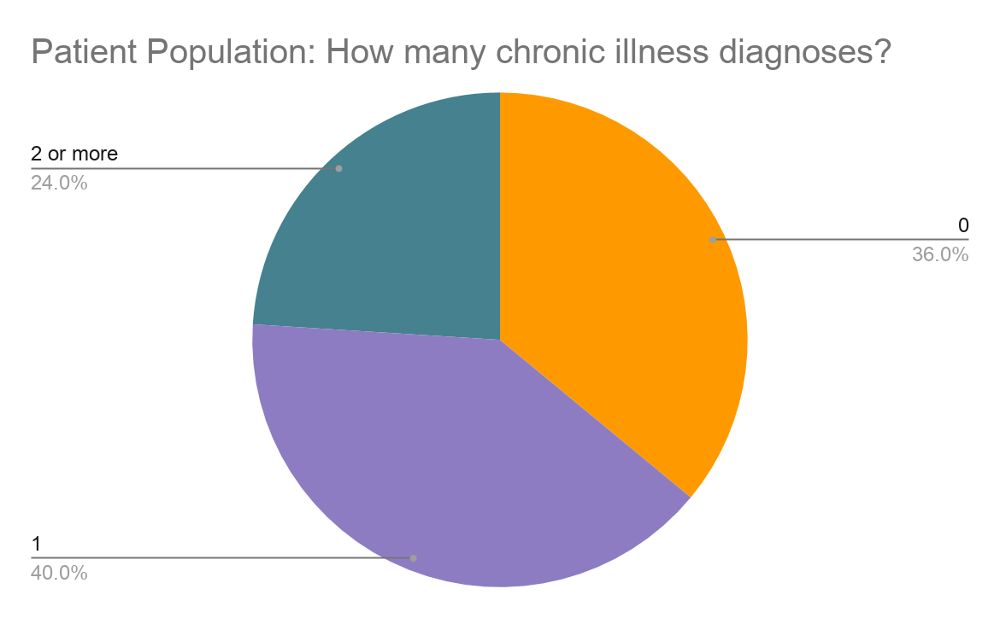 Patient Population: How many chronic illness diagnoses?
2 or more
24.0%
0
36.0%
1
40.0%